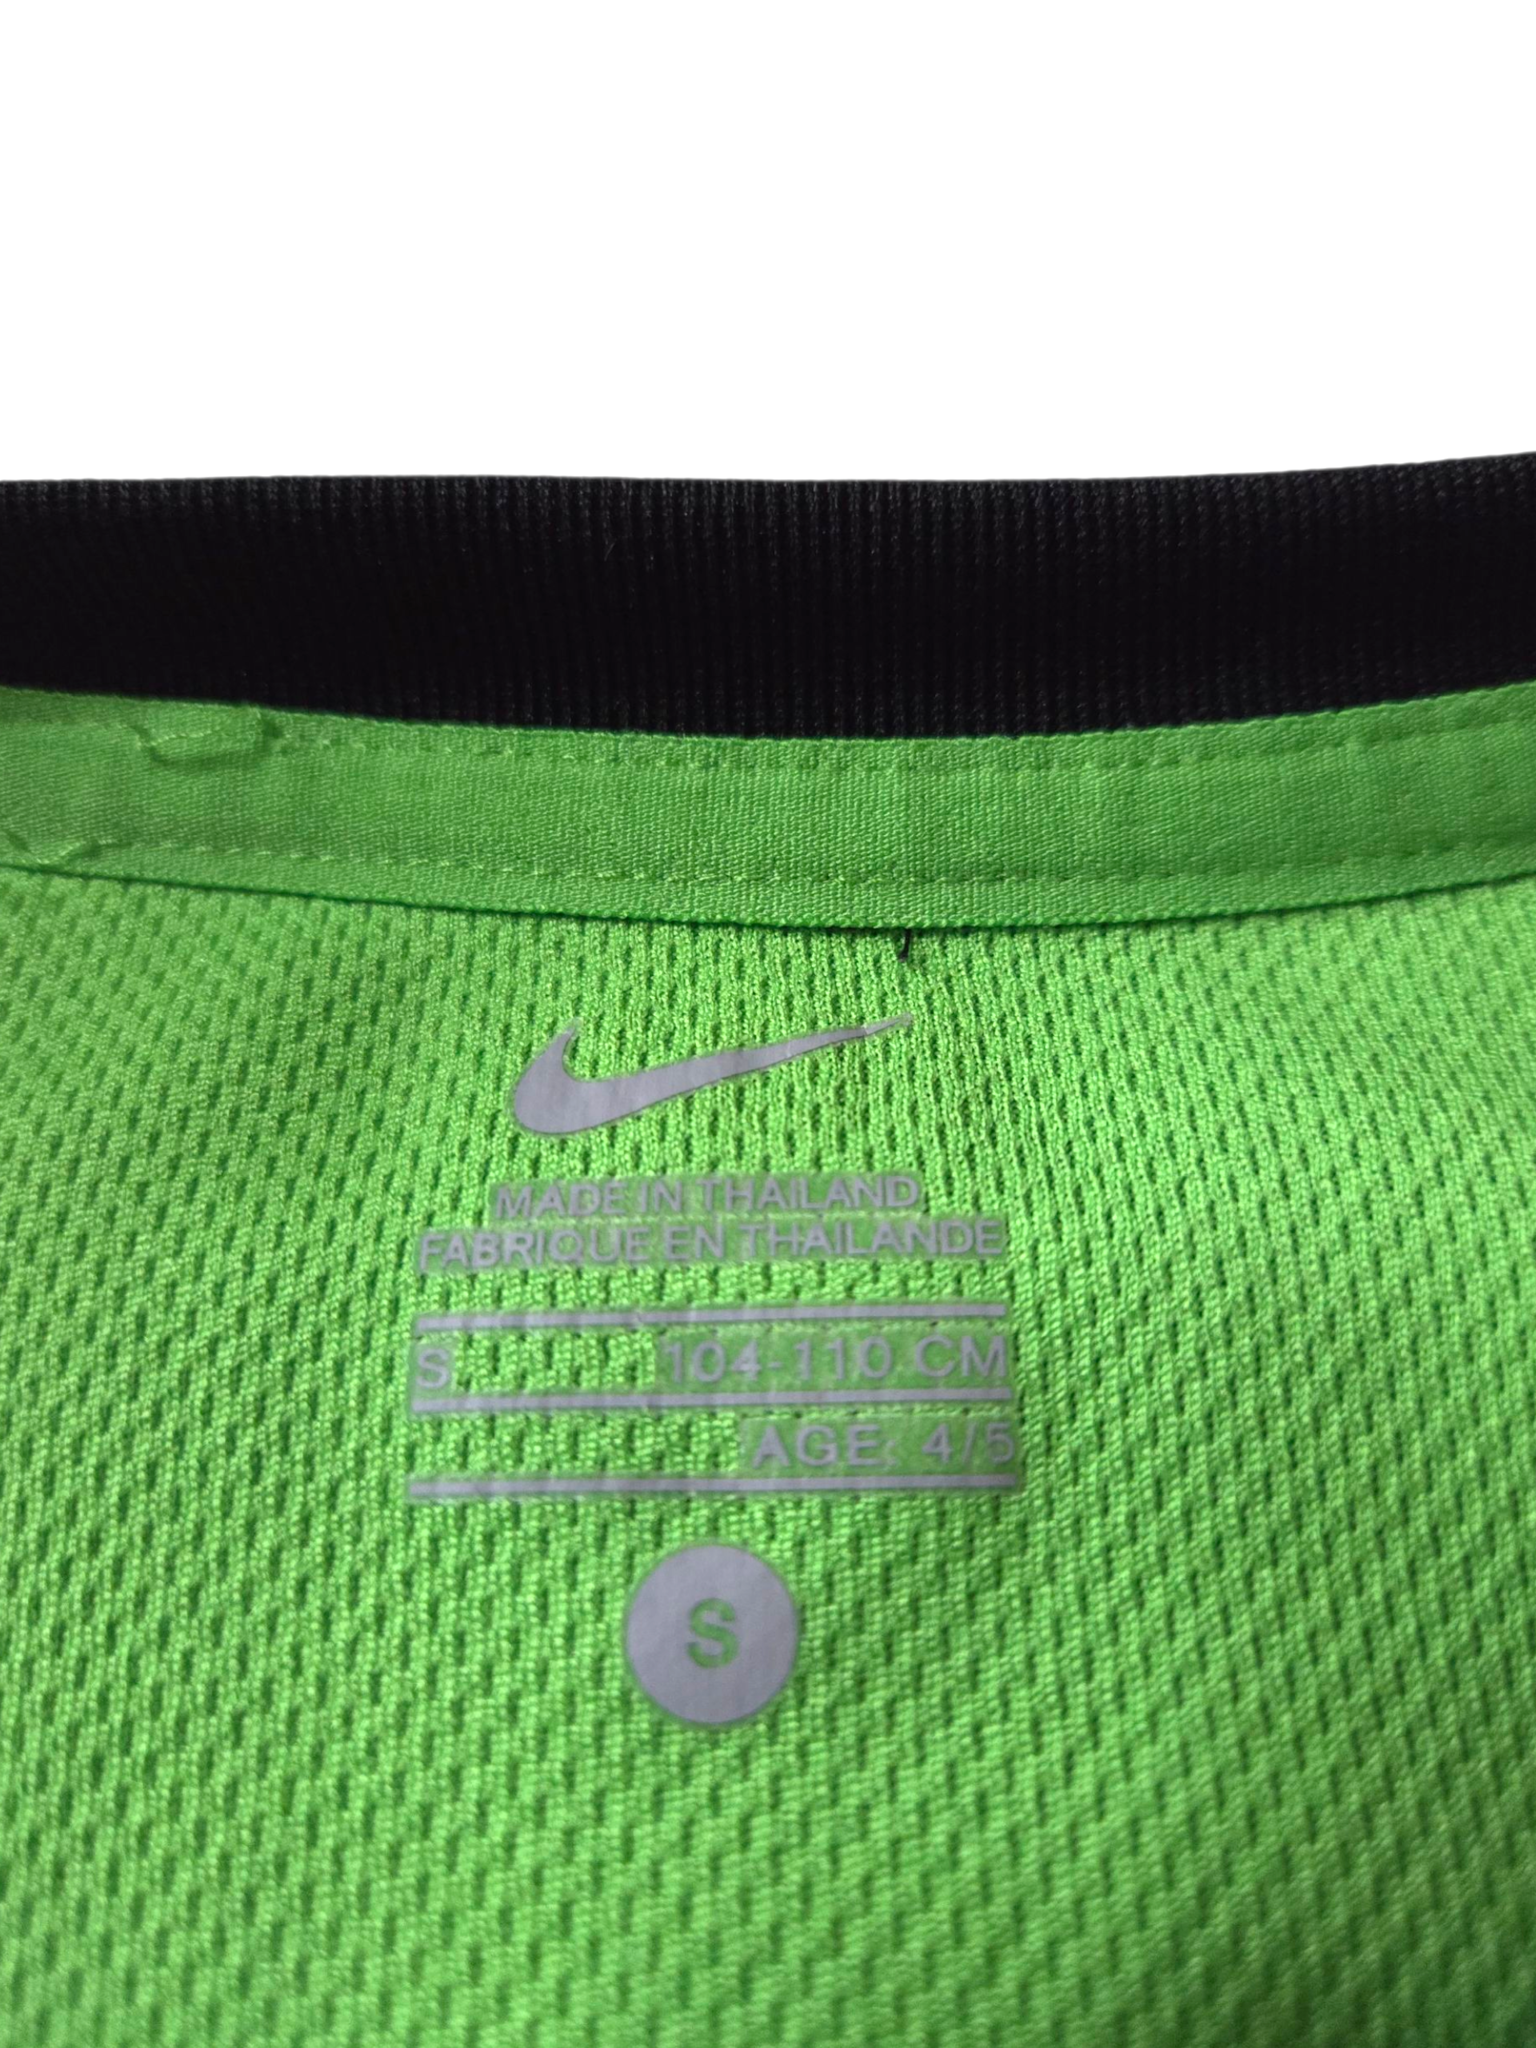 MADE IN THAILAND
FABRIQUE EN THAILANDE
S 104-110 CM
AGE: 4/5
S